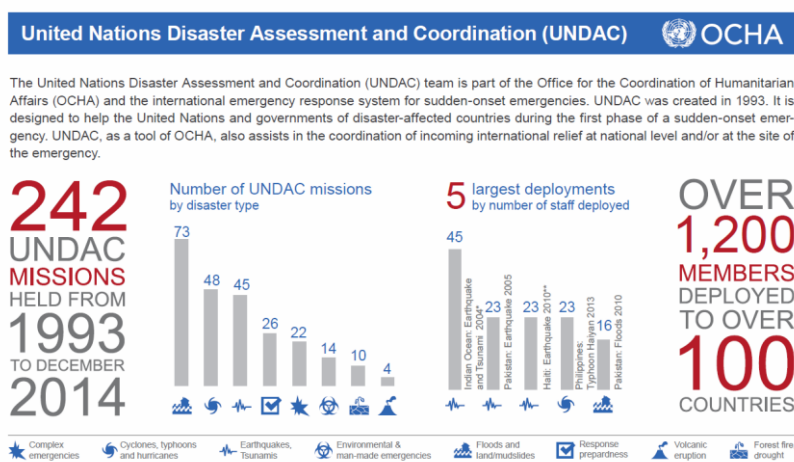 United Nations Disaster Assessment and Coordination (UNDAC)
OCHA
The United Nations Disaster Assessment and Coordination (UNDAC) team is part of the Office for the Coordination of Humanitarian
Affairs (OCHA) and the international emergency response system for sudden-onset emergencies. UNDAC was created in 1993. It is
designed to help the United Nations and governments of disaster-affected countries during the first phase of a sudden-onset emer-
gency. UNDAC, as a tool of OCHA, also assists in the coordination of incoming international relief at national level and/or at the site of
the emergency.
242
UNDAC
MISSIONS
HELD FROM
1993
TO DECEMBER
2014
Number of UNDAC missions
by disaster type
73
48
45
26
22
14
10
4
5 largest deployments
by number of staff deployed
45
Indian Ocean: Earthquake
and Tsunami 2004*
23
Pakistan: Earthquake 2005
23
Haiti: Earthquake 2010**
23
Philippines:
Typhoon Haiyan 2013
16
Pakistan: Floods 2010
OVER
1,200
MEMBERS
DEPLOYED
TO OVER
100
COUNTRIES
Complex
emergencies
Cyclones, typhoons
and hurricanes
Earthquakes,
Tsunamis
Environmental &
man-made emergencies
Floods and
land/mudslides
Response
prepardness
Volcanic
eruption
Forest fire
drought